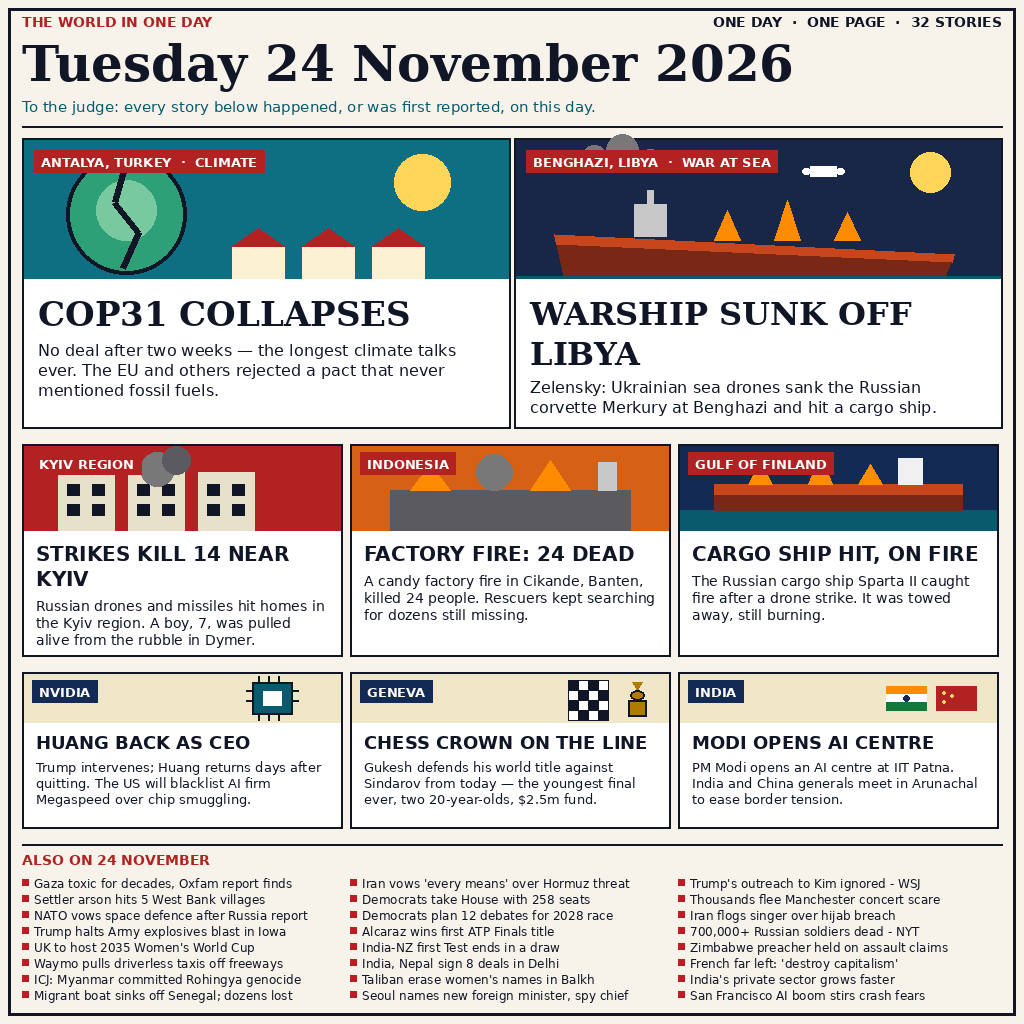 THE WORLD IN ONE DAY
ONE DAY · ONE PAGE · 32 STORIES
Tuesday 24 November 2026
To the judge: every story below happened, or was first reported, on this day.
ANTALYA, TURKEY · CLIMATE
COP31 COLLAPSES
No deal after two weeks — the longest climate talks
ever. The EU and others rejected a pact that never
mentioned fossil fuels.
BENGHAZI, LIBYA · WAR AT SEA
WARSHIP SUNK OFF
LIBYA
Zelensky: Ukrainian sea drones sank the Russian
corvette Merkury at Benghazi and hit a cargo ship.
KYIV REGION
STRIKES KILL 14 NEAR
KYIV
Russian drones and missiles hit homes in
the Kyiv region. A boy, 7, was pulled
alive from the rubble in Dymer.
INDONESIA
FACTORY FIRE: 24 DEAD
A candy factory fire in Cikande, Banten,
killed 24 people. Rescuers kept searching
for dozens still missing.
GULF OF FINLAND
CARGO SHIP HIT, ON FIRE
The Russian cargo ship Sparta II caught
fire after a drone strike. It was towed
away, still burning.
NVIDIA
HUANG BACK AS CEO
Trump intervenes; Huang returns days after
quitting. The US will blacklist AI firm
Megaspeed over chip smuggling.
GENEVA
CHESS CROWN ON THE LINE
Gukesh defends his world title against
Sindarov from today — the youngest final
ever, two 20-year-olds, $2.5m fund.
INDIA
MODI OPENS AI CENTRE
PM Modi opens an AI centre at IIT Patna.
India and China generals meet in Arunachal
to ease border tension.
ALSO ON 24 NOVEMBER
Gaza toxic for decades, Oxfam report finds
Settler arson hits 5 West Bank villages
NATO vows space defence after Russia report
Trump halts Army explosives blast in Iowa
UK to host 2035 Women's World Cup
Waymo pulls driverless taxis off freeways
ICJ: Myanmar committed Rohingya genocide
Migrant boat sinks off Senegal; dozens lost
Iran vows 'every means' over Hormuz threat
Democrats take House with 258 seats
Democrats plan 12 debates for 2028 race
Alcaraz wins first ATP Finals title
India-NZ first Test ends in a draw
India, Nepal sign 8 deals in Delhi
Taliban erase women's names in Balkh
Seoul names new foreign minister, spy chief
Trump's outreach to Kim ignored - WSJ
Thousands flee Manchester concert scare
Iran flogs singer over hijab breach
700,000+ Russian soldiers dead - NYT
Zimbabwe preacher held on assault claims
French far left: 'destroy capitalism'
India's private sector grows faster
San Francisco AI boom stirs crash fears